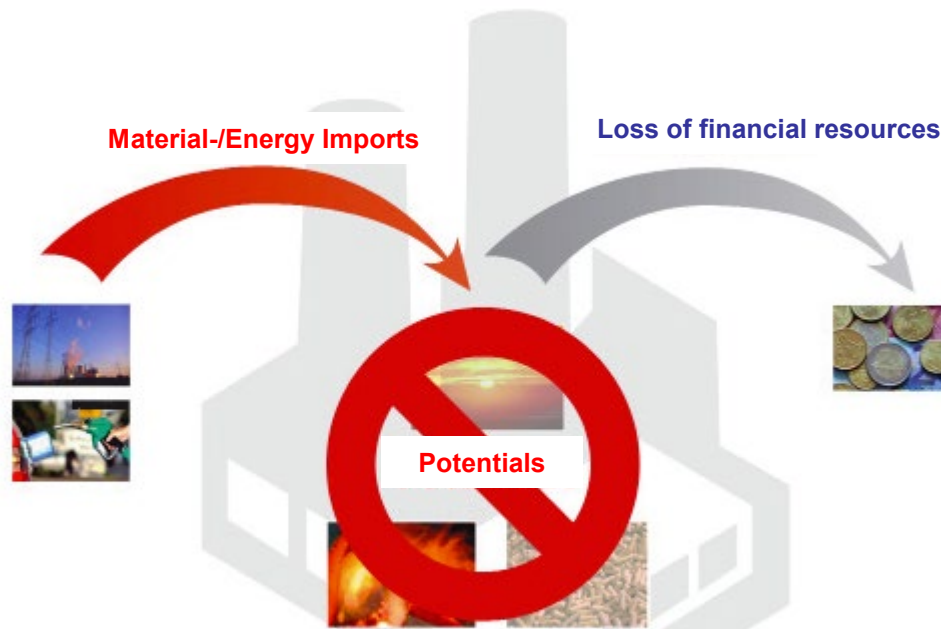 Material-/Energy Imports
Loss of financial resources
Potentials